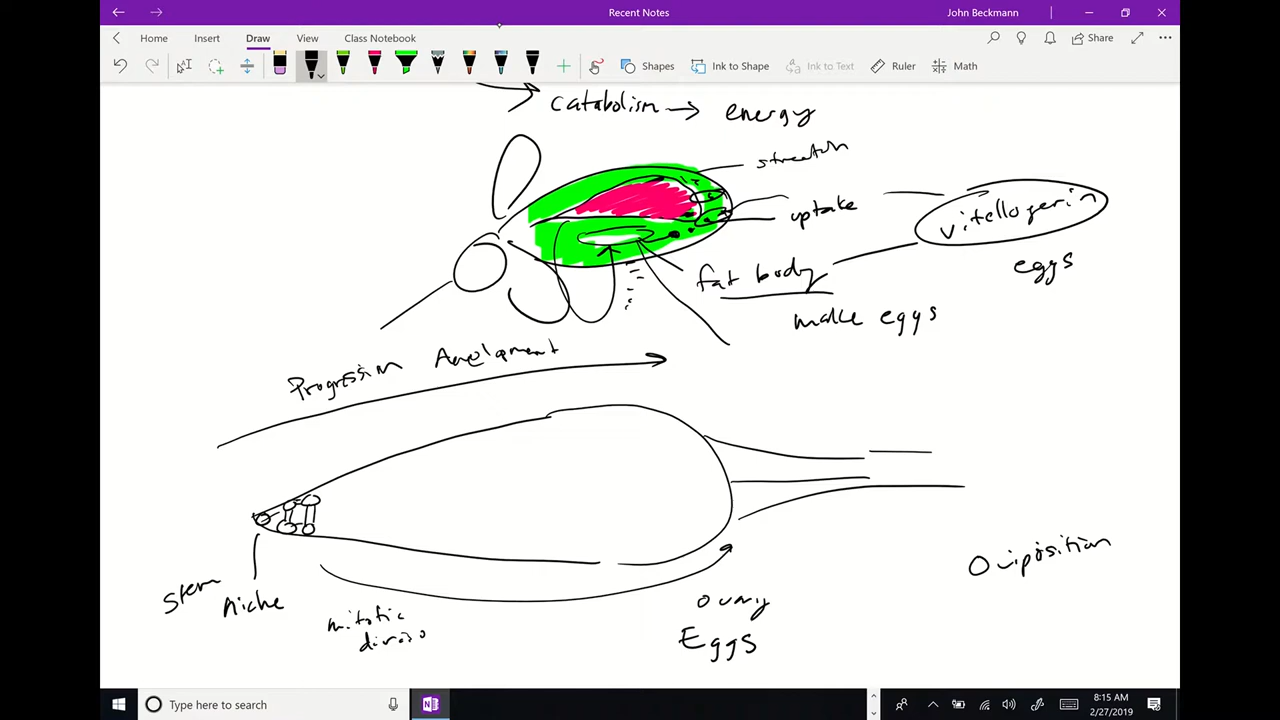 Recent Notes
John Beckmann
Home
Insert
Draw
View
Class Notebook
Share
Shapes
Ink to Shape
Ink to Text
Ruler
Math
Catabolism → energy
stretch
uptake
vitellogerin
eggs
fat body
make eggs
Progression
Stem
Niche
mitotic
ovary
Eggs
Oviposition
Type here to search
8:15 AM
2/27/2019